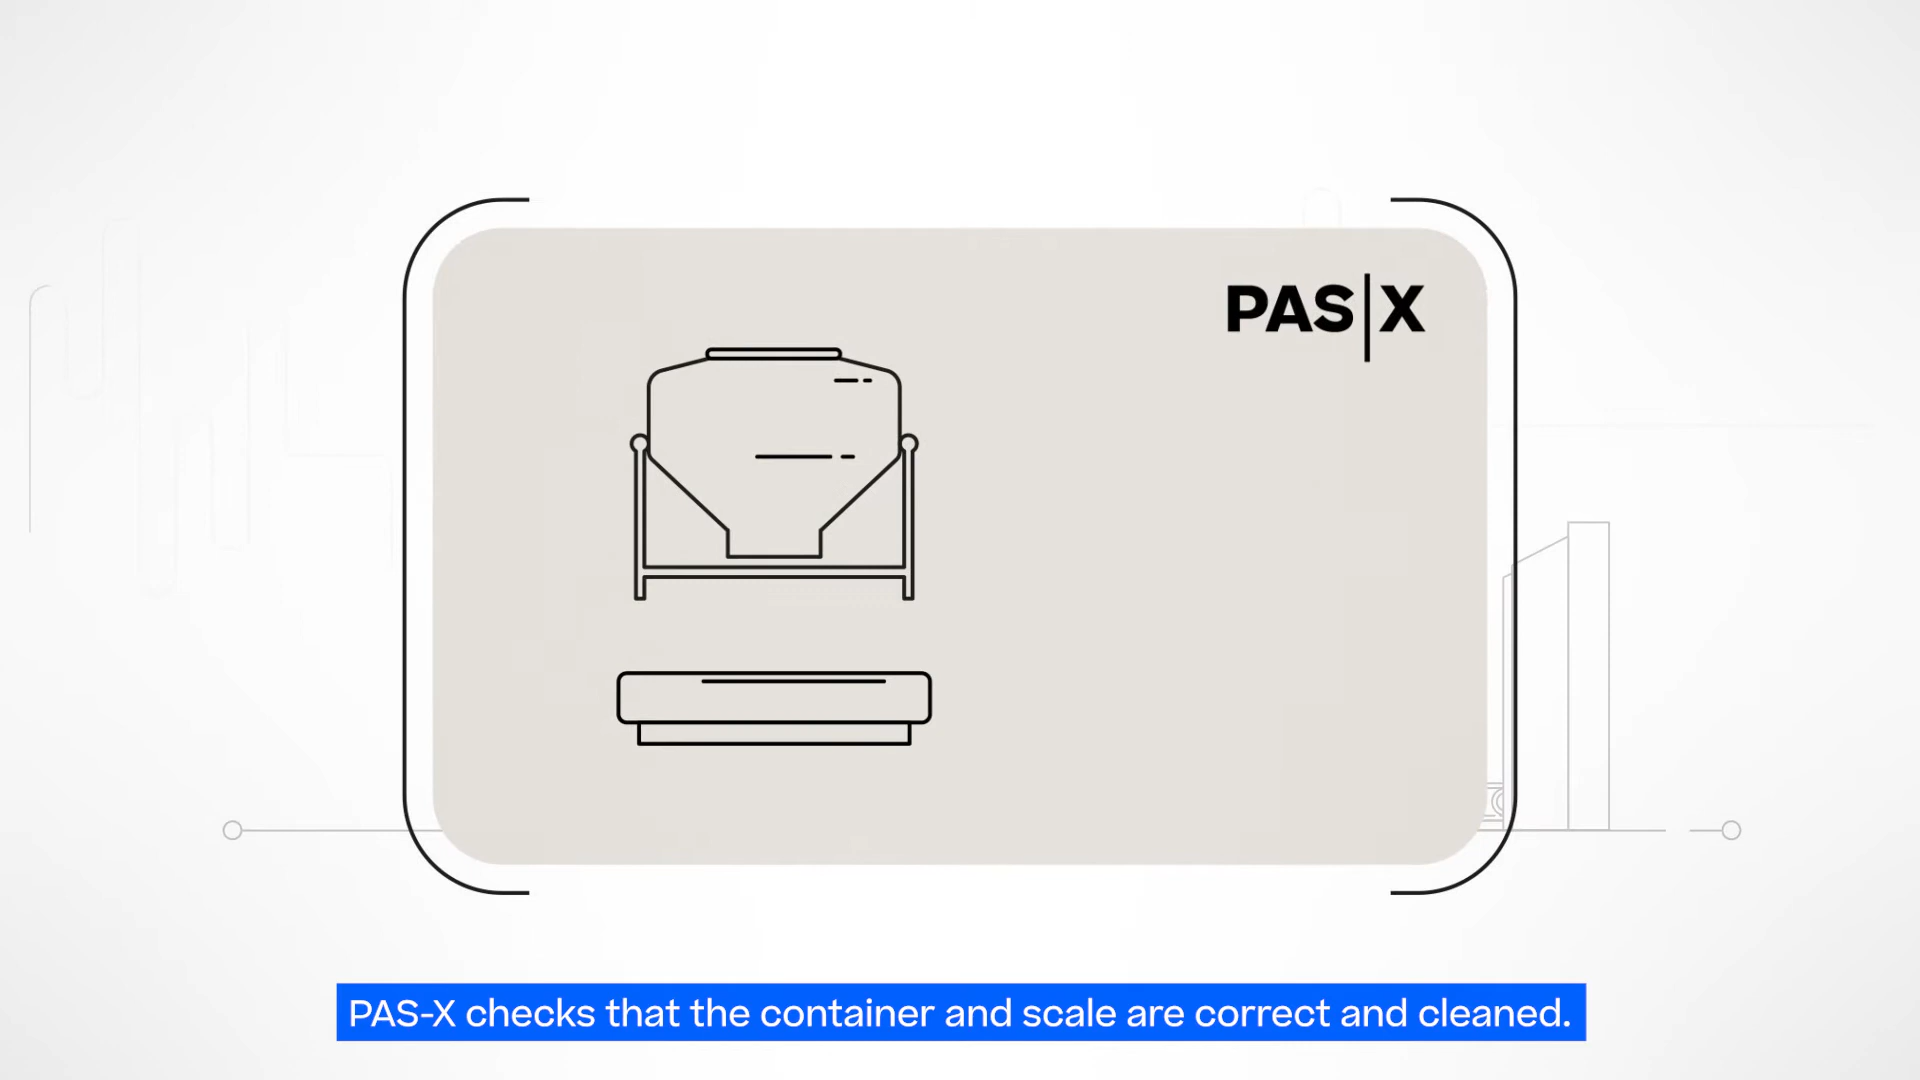 PAS|X
PAS-X checks that the container and scale are correct and cleaned.